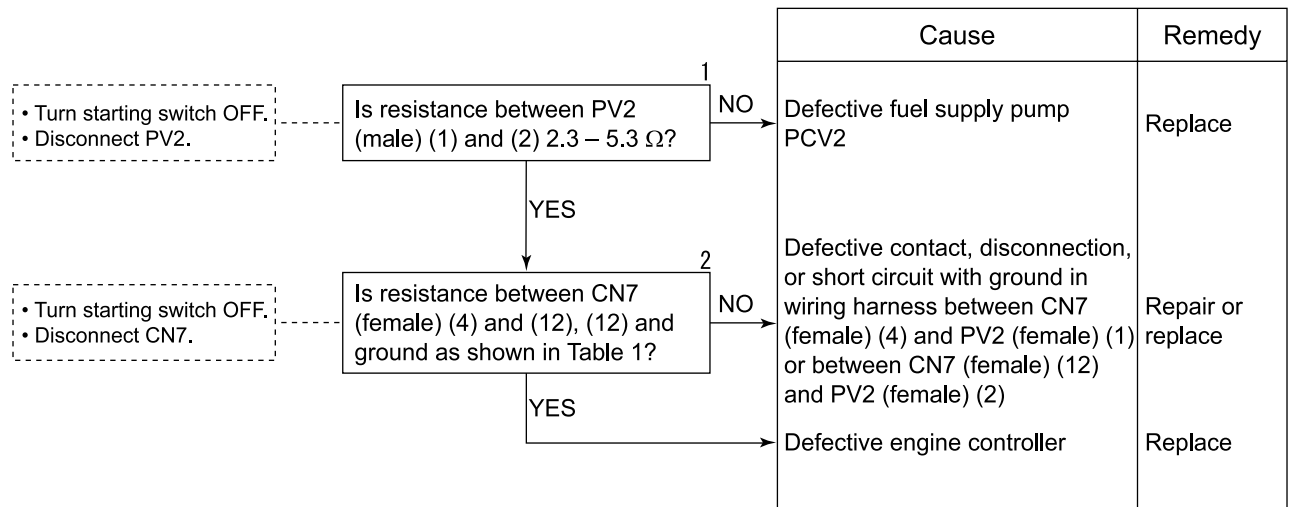 Cause
Remedy
• Turn starting switch OFF.
• Disconnect PV2.
1
Is resistance between PV2
(male) (1) and (2) 2.3 – 5.3 Ω?
NO
Defective fuel supply pump
PCV2
Replace
YES
• Turn starting switch OFF.
• Disconnect CN7.
2
Is resistance between CN7
(female) (4) and (12), (12) and
ground as shown in Table 1?
NO
Defective contact, disconnection,
or short circuit with ground in
wiring harness between CN7
(female) (4) and PV2 (female) (1)
or between CN7 (female) (12)
and PV2 (female) (2)
Repair or
replace
YES
Defective engine controller
Replace